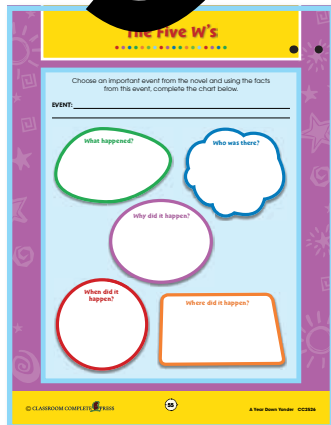 The Five W's
Choose an important event from the novel and using the facts
from this event, complete the chart below.
EVENT:
What happened?
Who was there?
Why did it happen?
When did it
happen?
Where did it happen?
© CLASSROOM COMPLETE PRESS
55
A Year Down Yonder CC2526